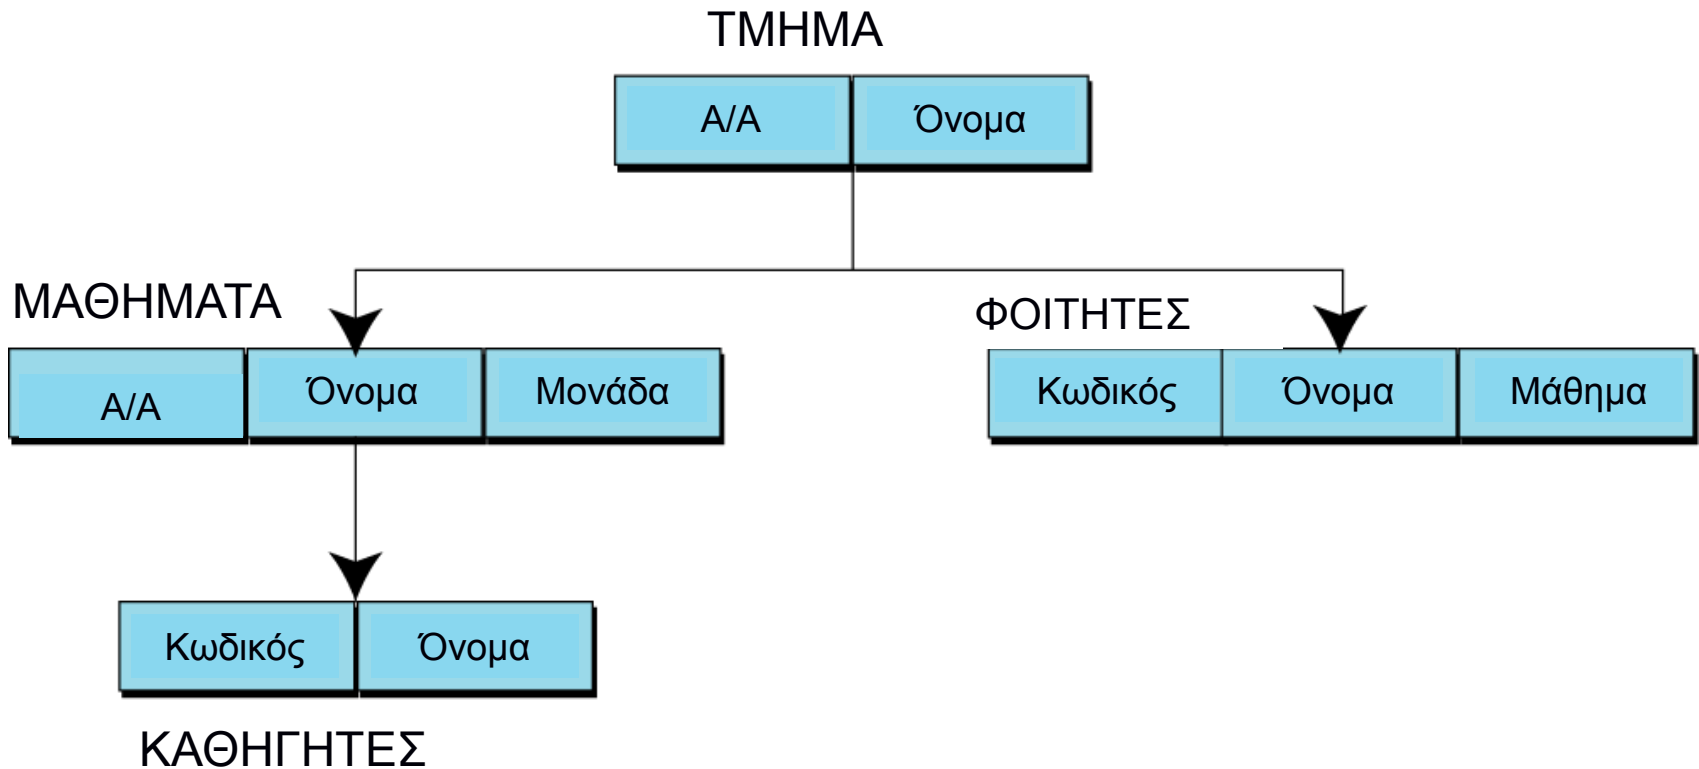 ΤΜΗΜΑ
Α/Α Όνομα
ΜΑΘΗΜΑΤΑ
Α/Α Όνομα Μονάδα
ΦΟΙΤΗΤΕΣ
Κωδικός Όνομα Μάθημα
Κωδικός Όνομα
ΚΑΘΗΓΗΤΕΣ